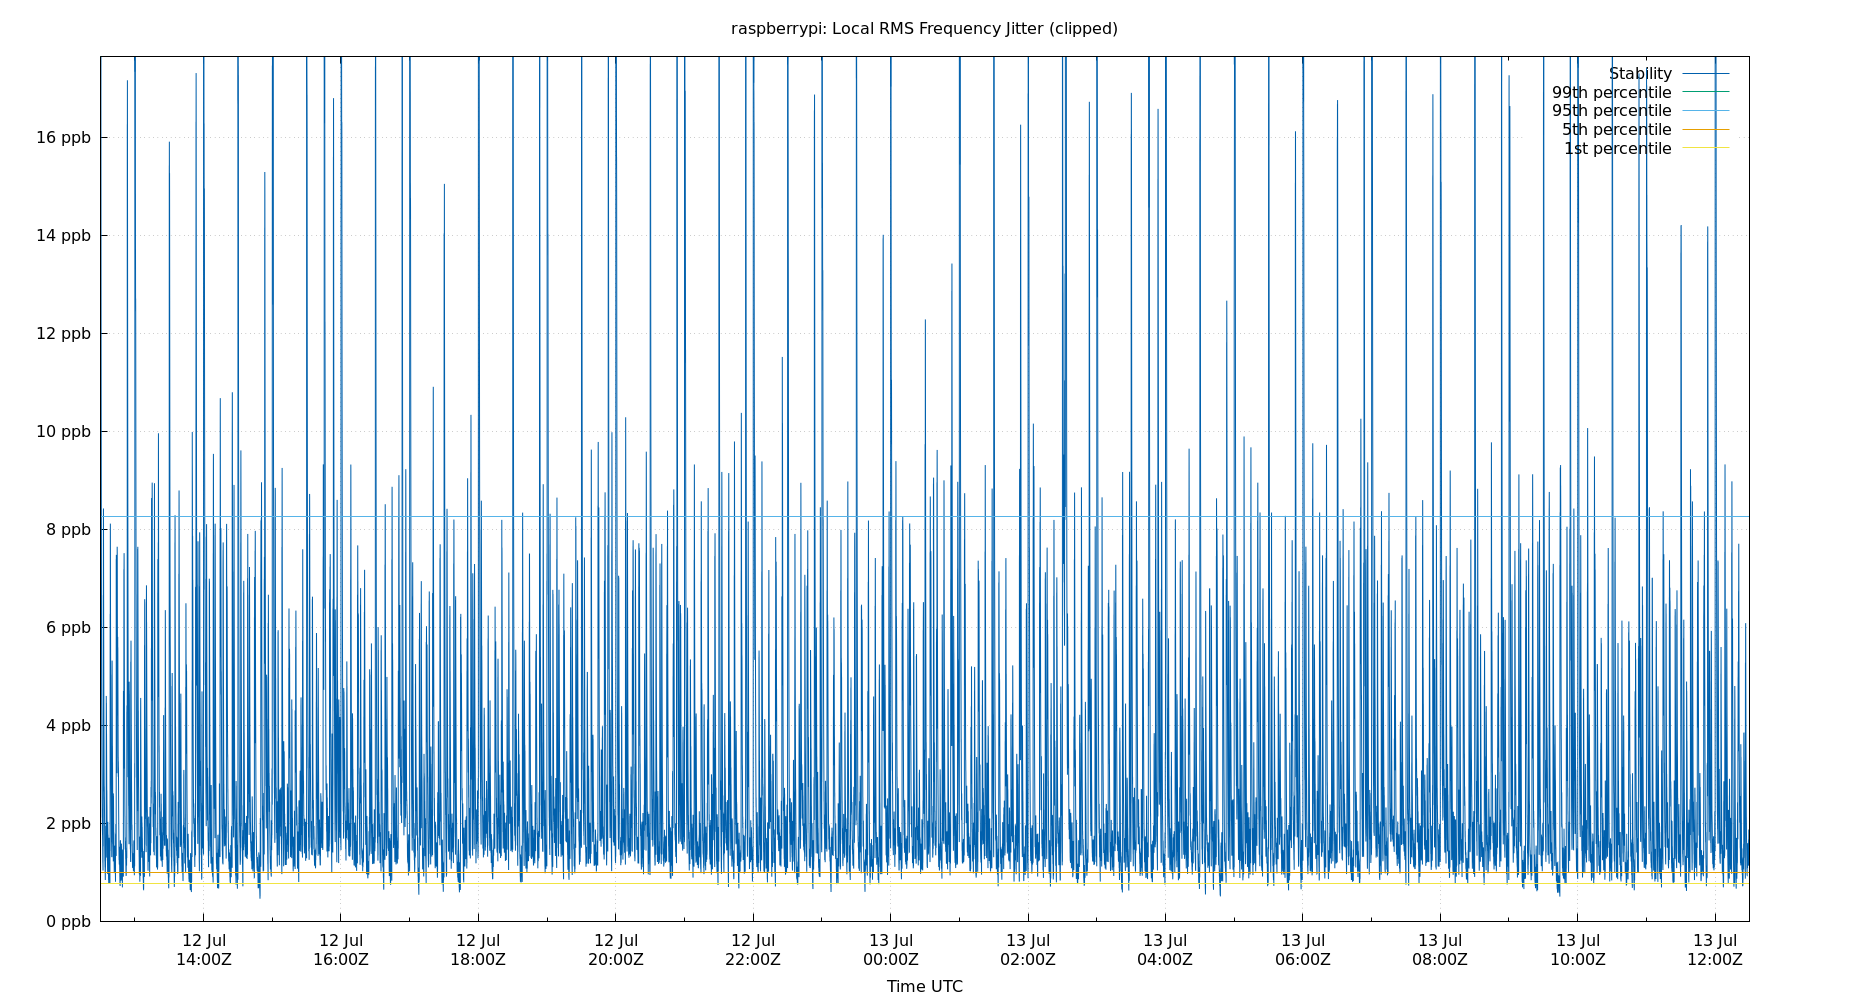 raspberrypi: Local RMS Frequency Jitter (clipped)
Stability
99th percentile
95th percentile
5th percentile
1st percentile
16 ppb
14 ppb
12 ppb
10 ppb
8 ppb
6 ppb
4 ppb
2 ppb
0 ppb
12 Jul 12 Jul 12 Jul 12 Jul 12 Jul 13 Jul 13 Jul 13 Jul 13 Jul 13 Jul 13 Jul 13 Jul
14:00Z 16:00Z 18:00Z 20:00Z 22:00Z 00:00Z 02:00Z 04:00Z 06:00Z 08:00Z 10:00Z 12:00Z
Time UTC